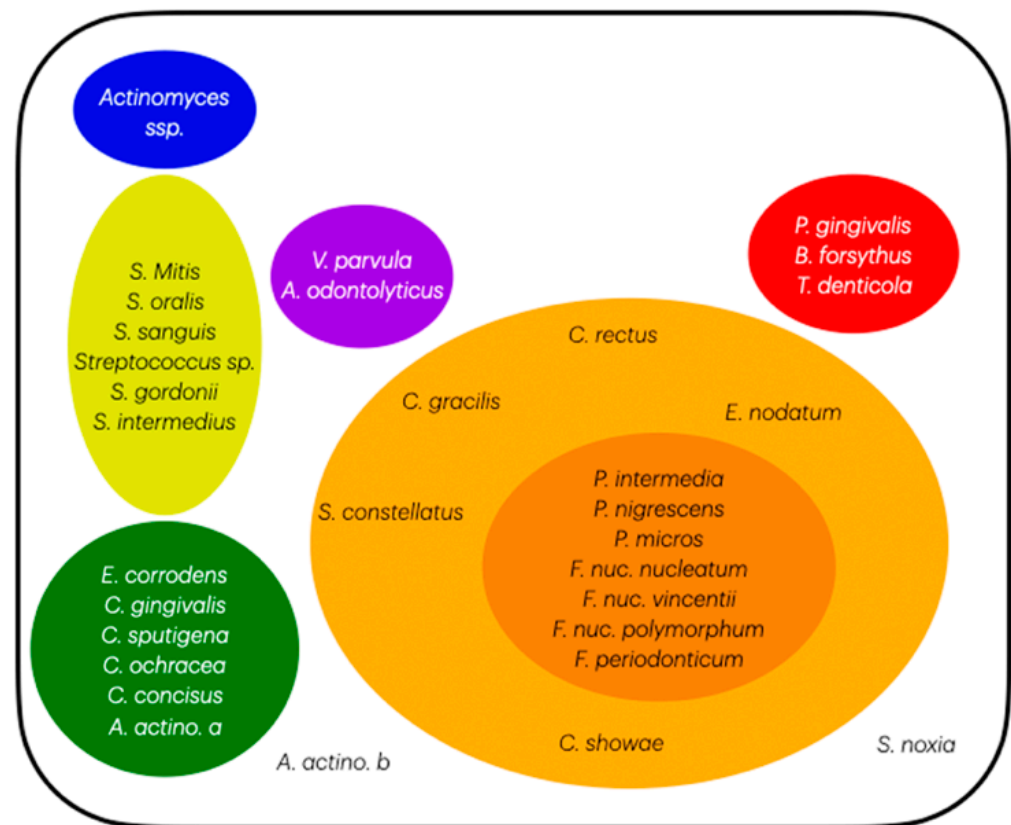 Actinomyces
ssp.
S. Mitis
S. oralis
S. sanguis
Streptococcus sp.
S. gordonii
S. intermedius
V. parvula
A. odontolyticus
P. gingivalis
B. forsythus
T. denticola
C. rectus
C. gracilis
E. nodatum
S. constellatus
P. intermedia
P. nigrescens
P. micros
F. nuc. nucleatum
F. nuc. vincentii
F. nuc. polymorphum
F. periodonticum
C. showae
E. corrodens
C. gingivalis
C. sputigena
C. ochracea
C. concisus
A. actino. a
A. actino. b
S. noxia